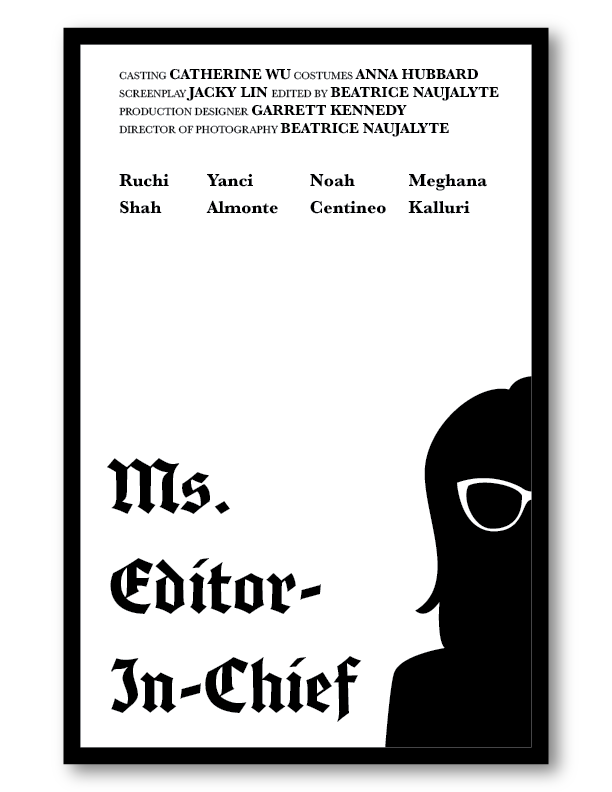 CASTING CATHERINE WU COSTUMES ANNA HUBBARD
SCREENPLAY JACKY LIN EDITED BY BEATRICE NAUJALYTE
PRODUCTION DESIGNER GARRETT KENNEDY
DIRECTOR OF PHOTOGRAPHY BEATRICE NAUJALYTE
Ruchi Yanci Noah Meghana
Shah Almonte Centineo Kalluri
Ms.
Editor-
In-Chief